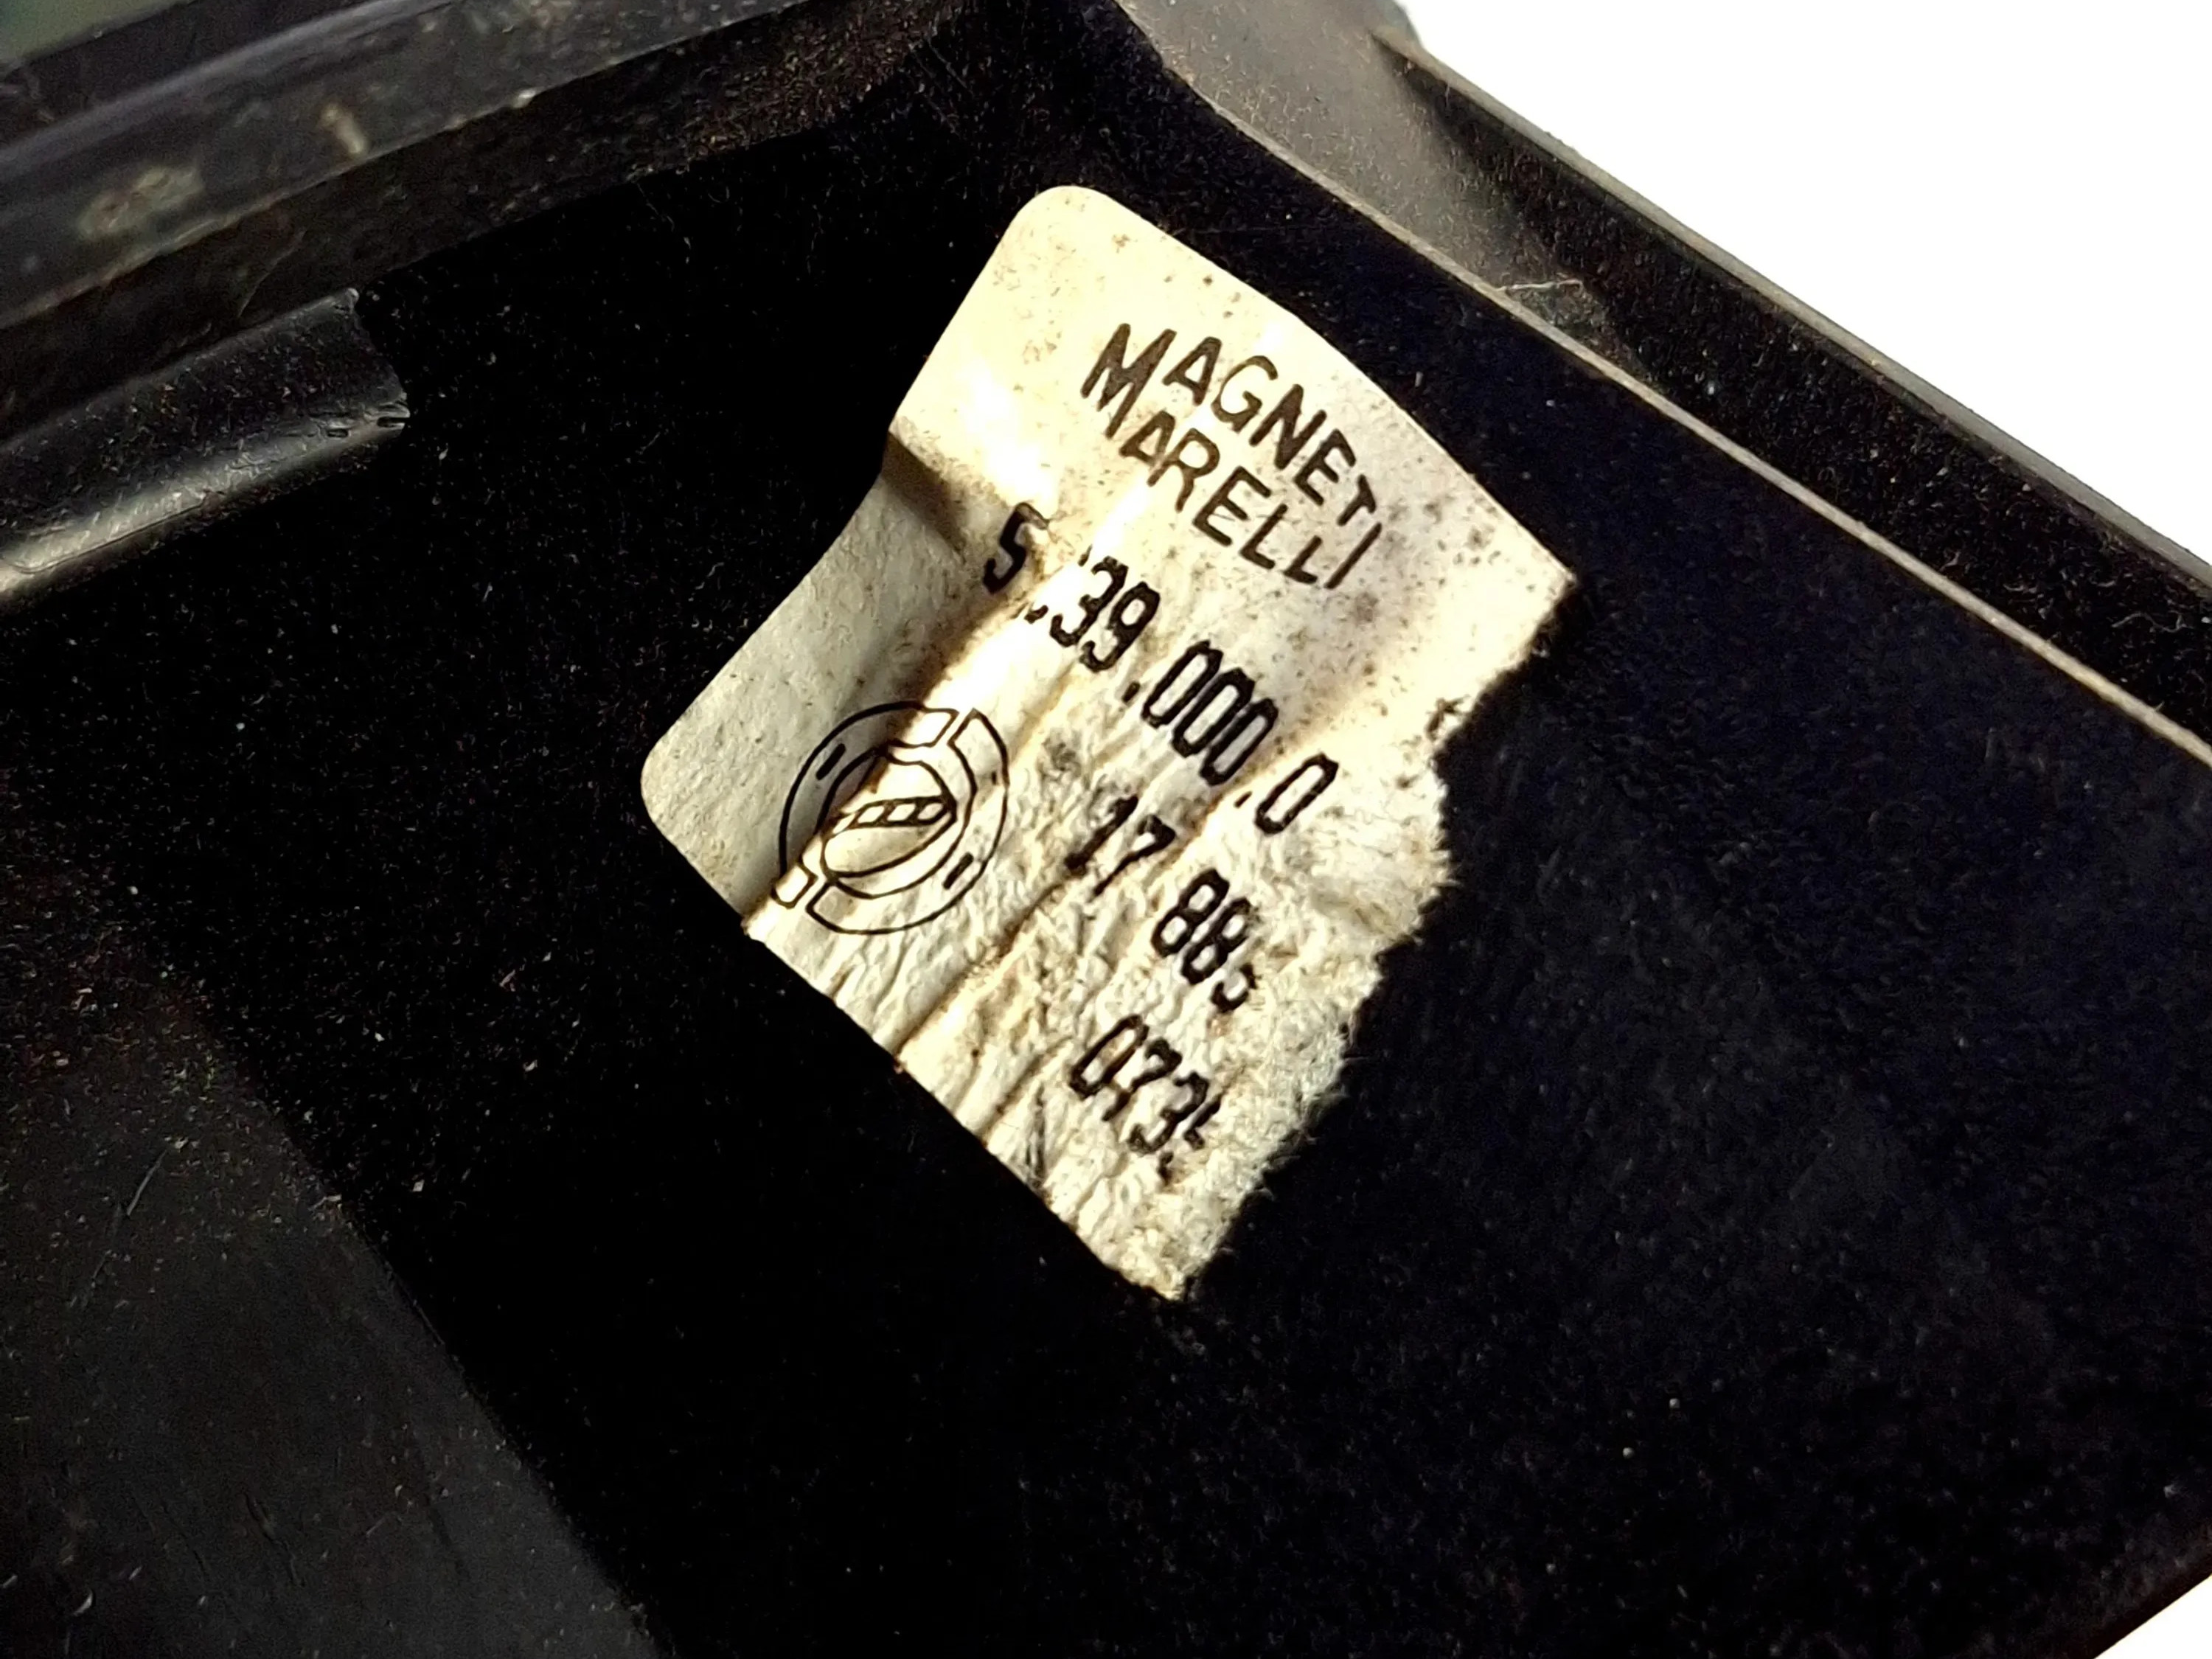 MAGNETI
MARELLI
39.000.0
17 88
073